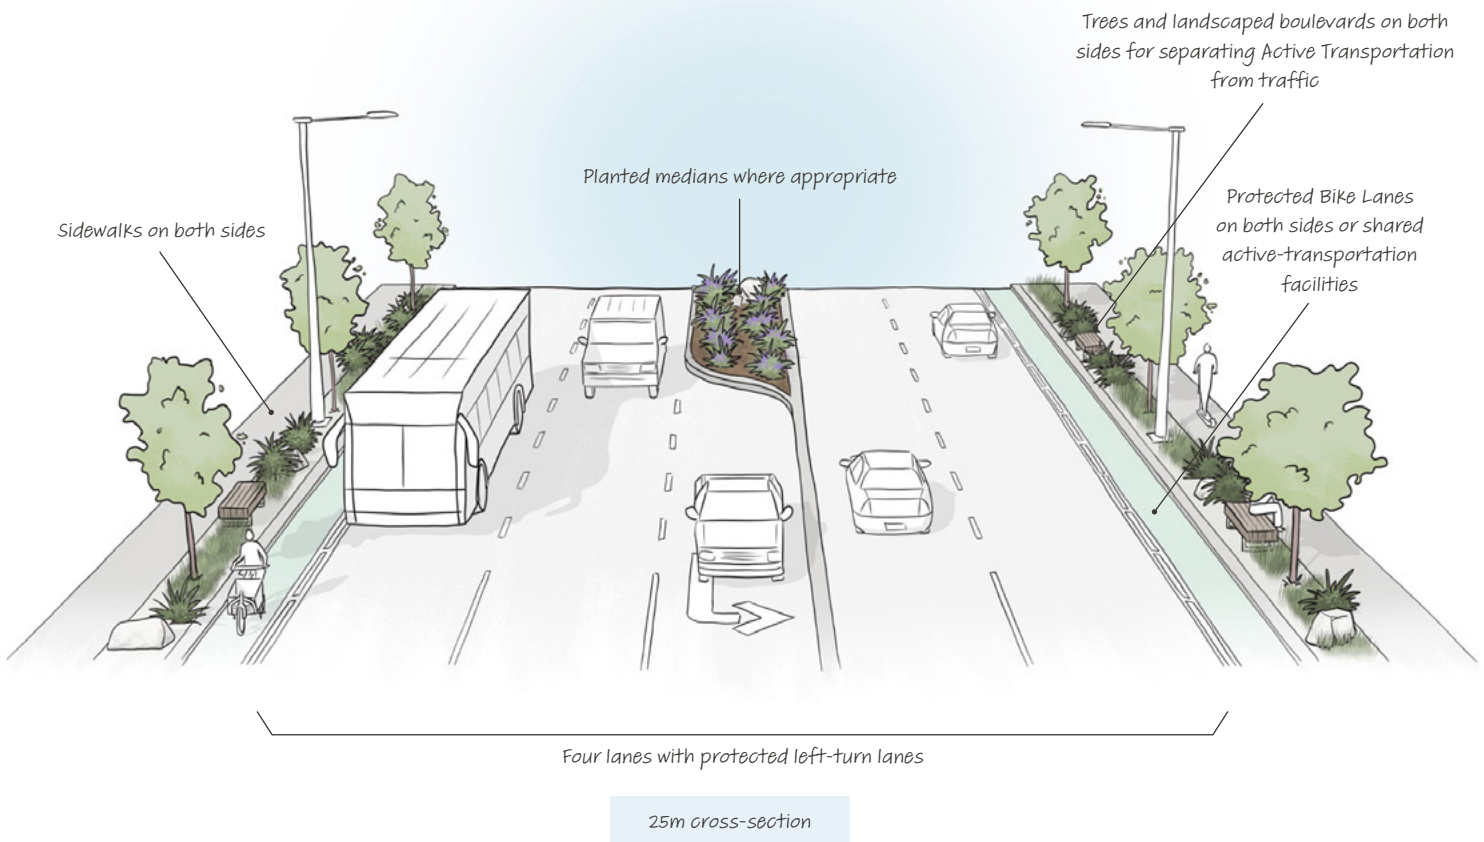 Trees and landscaped boulevards on both
sides for separating Active Transportation
from traffic
Planted medians where appropriate
Protected Bike Lanes
on both sides or shared
active-transportation
facilities
Sidewalks on both sides
Four lanes with protected left-turn lanes
25m cross-section